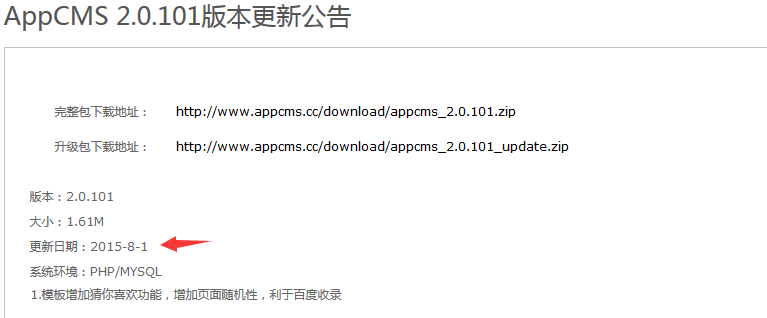 AppCMS 2.0.101版本更新公告
完整包下载地址： http://www.appcms.cc/download/appcms_2.0.101.zip
升级包下载地址： http://www.appcms.cc/download/appcms_2.0.101_update.zip
版本：2.0.101
大小：1.61M
更新日期：2015-8-1
系统环境：PHP/MYSQL
1.模板增加猜你喜欢功能，增加页面随机性，利于百度收录